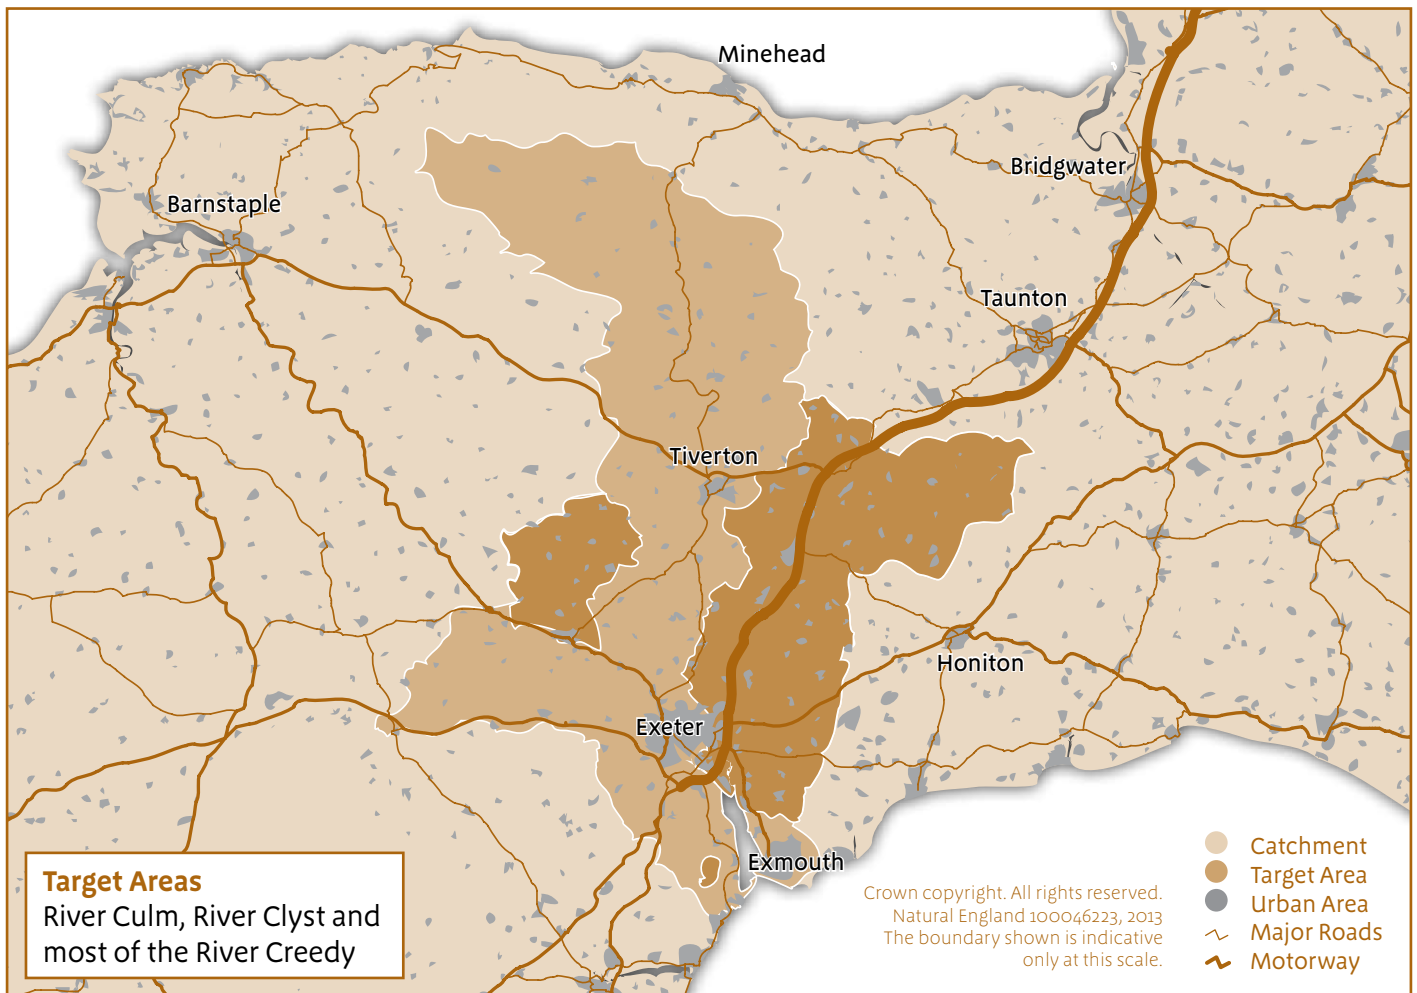 Minehead
Bridgwater
Barnstaple
Taunton
Tiverton
Honiton
Exeter
Exmouth
Target Areas
River Culm, River Clyst and
most of the River Creedy
Crown copyright. All rights reserved.
Natural England 100046223, 2013
The boundary shown is indicative
only at this scale.
Catchment
Target Area
Urban Area
Major Roads
Motorway